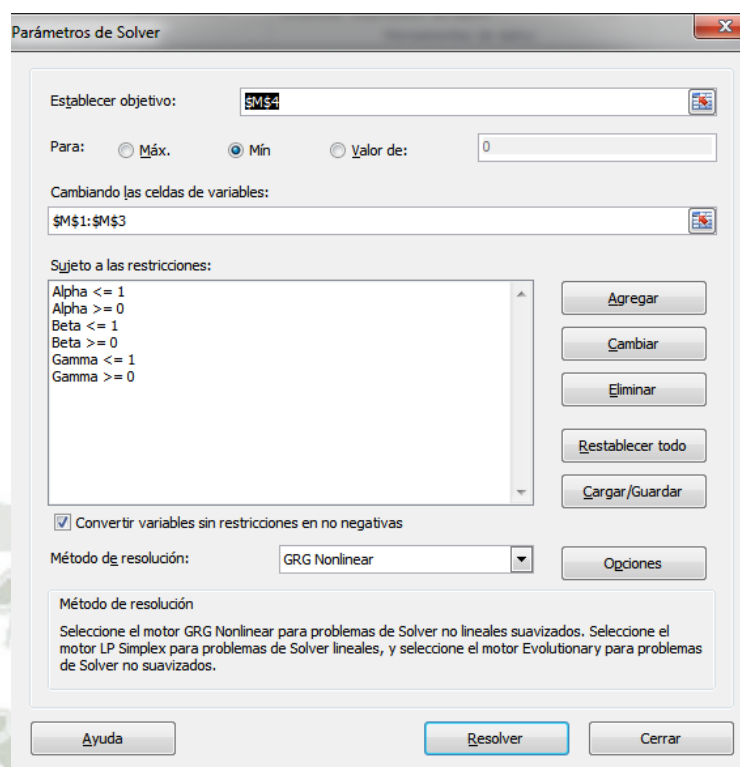 Parámetros de Solver
Establecer objetivo: $M$4
Para: Máx. Mín Valor de: 0
Cambiando las celdas de variables:
$M$1:$M$3
Sujeto a las restricciones:
Alpha <= 1
Alpha >= 0
Beta <= 1
Beta >= 0
Gamma <= 1
Gamma >= 0
Agregar
Cambiar
Eliminar
Restablecer todo
Cargar/Guardar
Convertir variables sin restricciones en no negativas
Método de resolución: GRG Nonlinear Opciones
Método de resolución
Seleccione el motor GRG Nonlinear para problemas de Solver no lineales suavizados. Seleccione el
motor LP Simplex para problemas de Solver lineales, y seleccione el motor Evolutionary para problemas
de Solver no suavizados.
Ayuda Resolver Cerrar